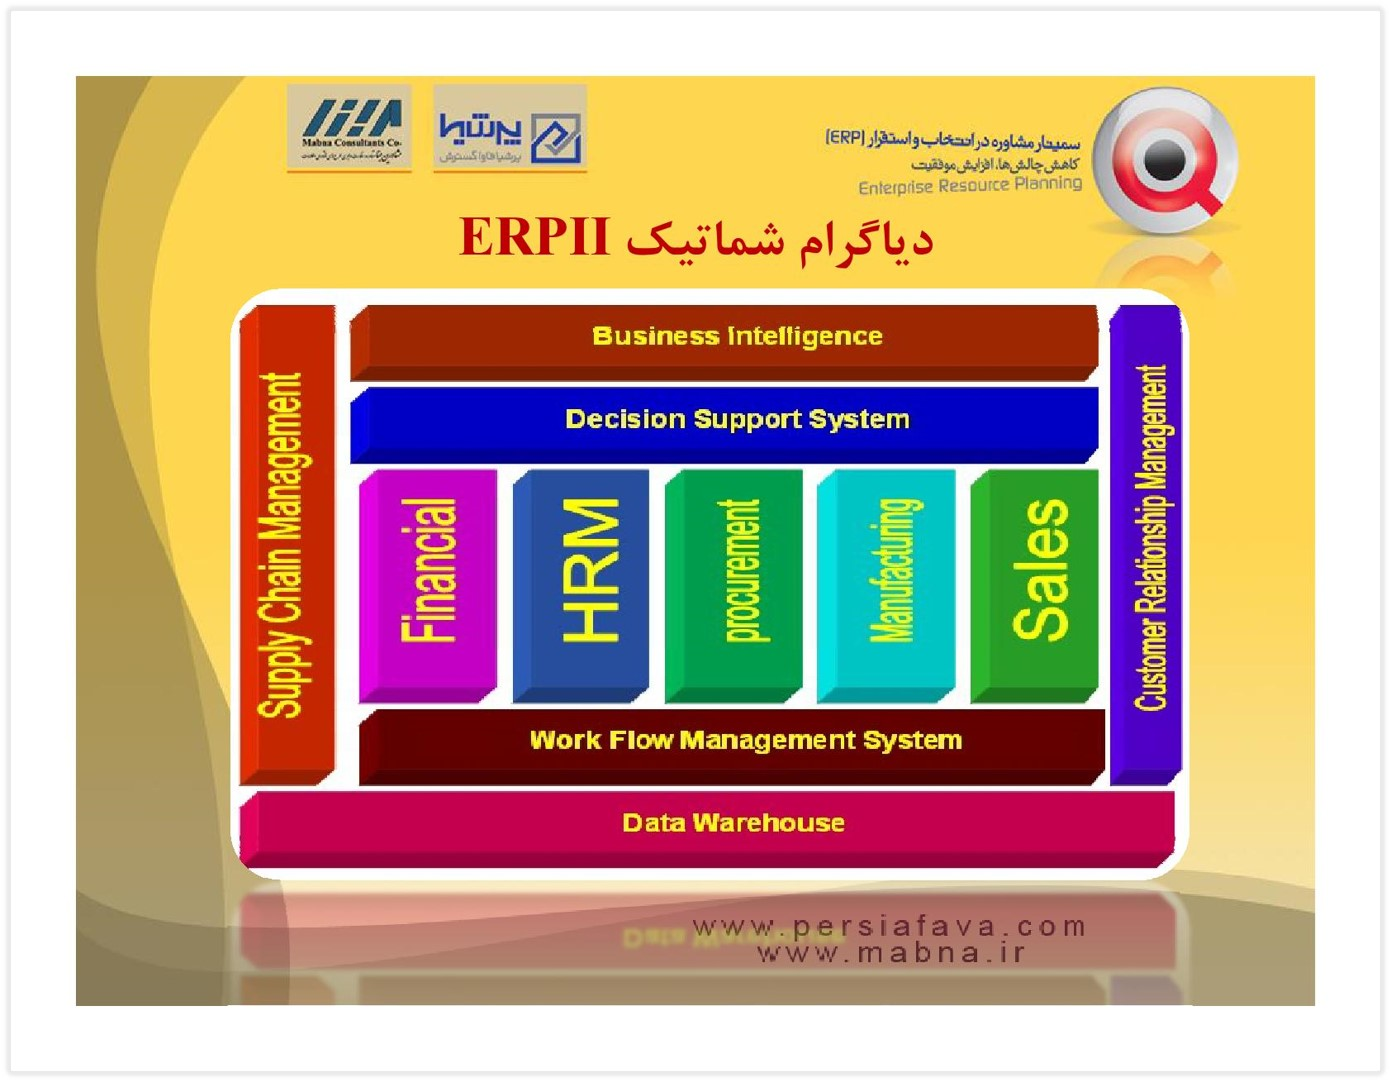 Mabna Consultants Co.
پرشیا
پرشیا فاوا گسترش
سمینار مشاوره در انتخاب و استقرار (ERP)
کاهش چالش‌ها، افزایش موفقیت
Enterprise Resource Planning
دیاگرام شماتیک ERPII
Supply Chain Management
Business Intelligence
Decision Support System
Financial
HRM
procurement
Manufacturing
Sales
Customer Relationship Management
Work Flow Management System
Data Warehouse
www.persiafava.com
www.mabna.ir